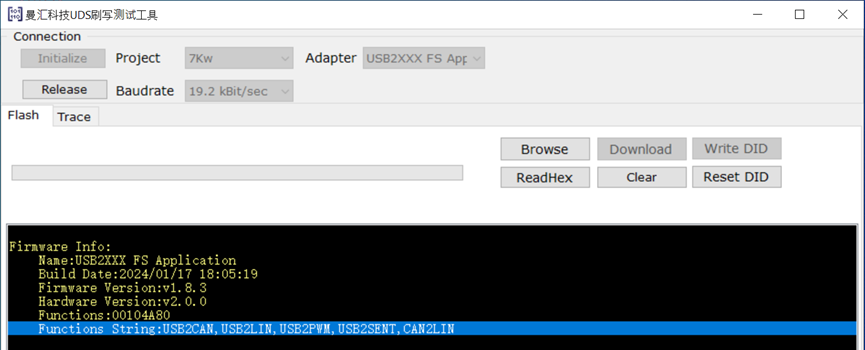 曼汇科技UDS刷写测试工具
Connection
Initialize Project 7Kw Adapter USB2XXX FS App
Release Baudrate 19.2 kBit/sec
Flash Trace
Browse Download Write DID
ReadHex Clear Reset DID
Firmware Info:
Name:USB2XXX FS Application
Build Date:2024/01/17 18:05:19
Firmware Version:v1.8.3
Hardware Version:v2.0.0
Functions:00104A80
Functions String:USB2CAN,USB2LIN,USB2PWM,USB2SENT,CAN2LIN